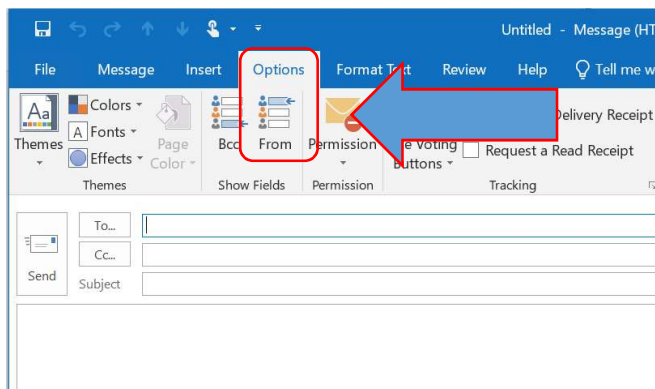 Untitled - Message (HT
File Message Insert Options Format Text Review Help Tell me w
Aa Colors
A Fonts
Effects
Themes
Page
Color
Bcc From Permission
Voting
Buttons
Delivery Receipt
Request a Read Receipt
Themes Show Fields Permission Tracking
To...
Cc...
Send
Subject